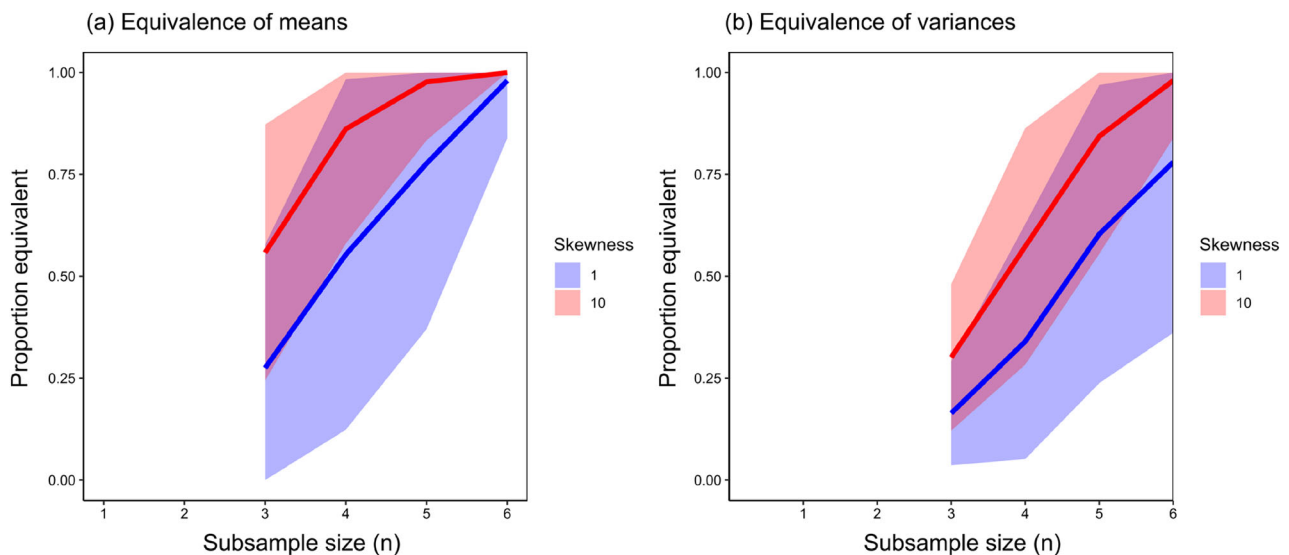 (a) Equivalence of means
Proportion equivalent
1.00
0.75
0.50
0.25
0.00
1 2 3 4 5 6
Subsample size (n)
Skewness
1
10
(b) Equivalence of variances
Proportion equivalent
1.00
0.75
0.50
0.25
0.00
1 2 3 4 5 6
Subsample size (n)
Skewness
1
10